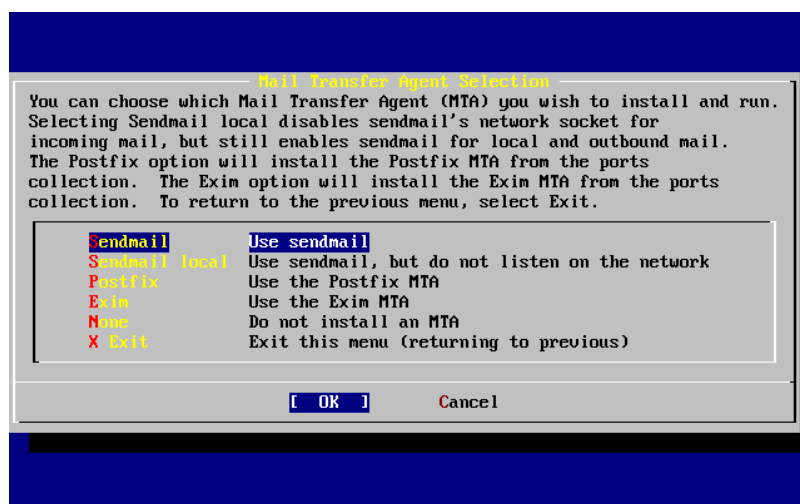 Mail Transfer Agent Selection
You can choose which Mail Transfer Agent (MTA) you wish to install and run.
Selecting Sendmail local disables sendmail's network socket for
incoming mail, but still enables sendmail for local and outbound mail.
The Postfix option will install the Postfix MTA from the ports
collection.  The Exim option will install the Exim MTA from the ports
collection.  To return to the previous menu, select Exit.
Sendmail Use sendmail
Sendmail local Use sendmail, but do not listen on the network
Postfix Use the Postfix MTA
Exim Use the Exim MTA
None Do not install an MTA
X Exit Exit this menu (returning to previous)
[ OK ] Cancel